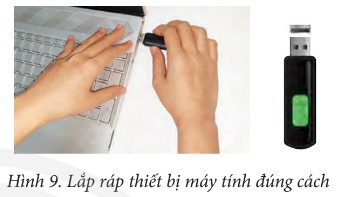 Hình 9. Lắp ráp thiết bị máy tính đúng cách